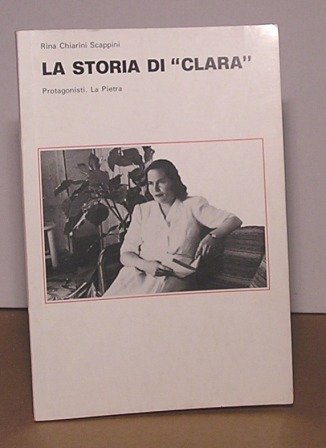 Rina Chiarini Scappini
LA STORIA DI “CLARA”
Protagonisti. La Pietra